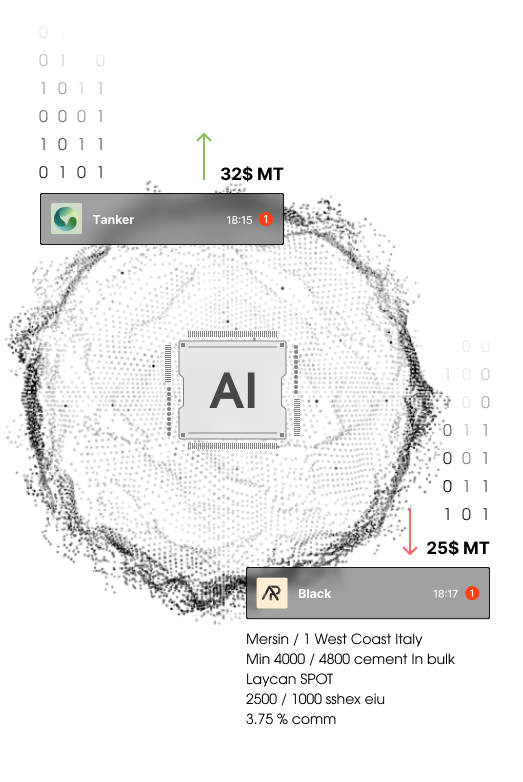 0
0 1 0
1 0 1 1
0 0 0 1
1 0 1 1
0 1 0 1
32$ MT
Tanker 18:15 1
AI
0 0
1 0 0
1 0 0
0 1 1
0 0 1
0 1 1
1 0 1
25$ MT
AR
Black 18:17 1
Mersin / 1 West Coast Italy
Min 4000 / 4800 cement In bulk
Laycan SPOT
2500 / 1000 sshex eiu
3.75 % comm